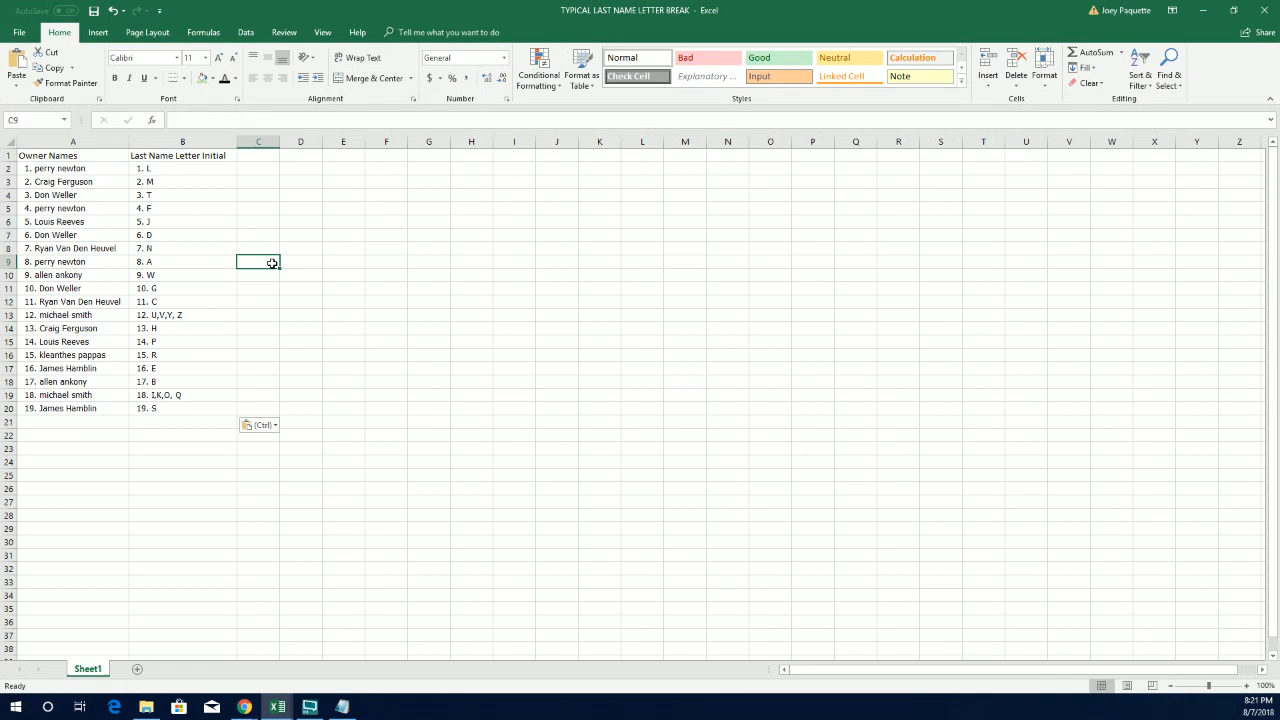 AutoSave Off TYPICAL LAST NAME LETTER BREAK - Excel Joey Paquette
File Home Insert Page Layout Formulas Data Review View Help Tell me what you want to do Share
Paste Cut Copy Format Painter Clipboard
Calibri 11 A A B I U A Font
Wrap Text Merge & Center Alignment
General $ % , Number
Conditional Formatting Format as Table
Normal Bad Good Neutral Calculation
Check Cell Explanatory ... Input Linked Cell Note
Styles
Insert Delete Format Cells
AutoSum Fill Clear Sort & Filter Find & Select Editing
C9 fx
A B C D E F G H I J K L M N O P Q R S T U V W X Y Z
1 Owner Names Last Name Letter Initial
2 1. perry newton 1. L
3 2. Craig Ferguson 2. M
4 3. Don Weller 3. T
5 4. perry newton 4. F
6 5. Louis Reeves 5. J
7 6. Don Weller 6. D
8 7. Ryan Van Den Heuvel 7. N
9 8. perry newton 8. A
10 9. allen ankony 9. W
11 10. Don Weller 10. G
12 11. Ryan Van Den Heuvel 11. C
13 12. michael smith 12. U,V,Y, Z
14 13. Craig Ferguson 13. H
15 14. Louis Reeves 14. P
16 15. kleanthes pappas 15. R
17 16. James Hamblin 16. E
18 17. allen ankony 17. B
19 18. michael smith 18. I,K,O, Q
20 19. James Hamblin 19. S
21 (Ctrl)
22
23
24
25
26
27
28
29
30
31
32
33
34
35
36
37
38
Sheet1
Ready 100%
8:21 PM
8/7/2018